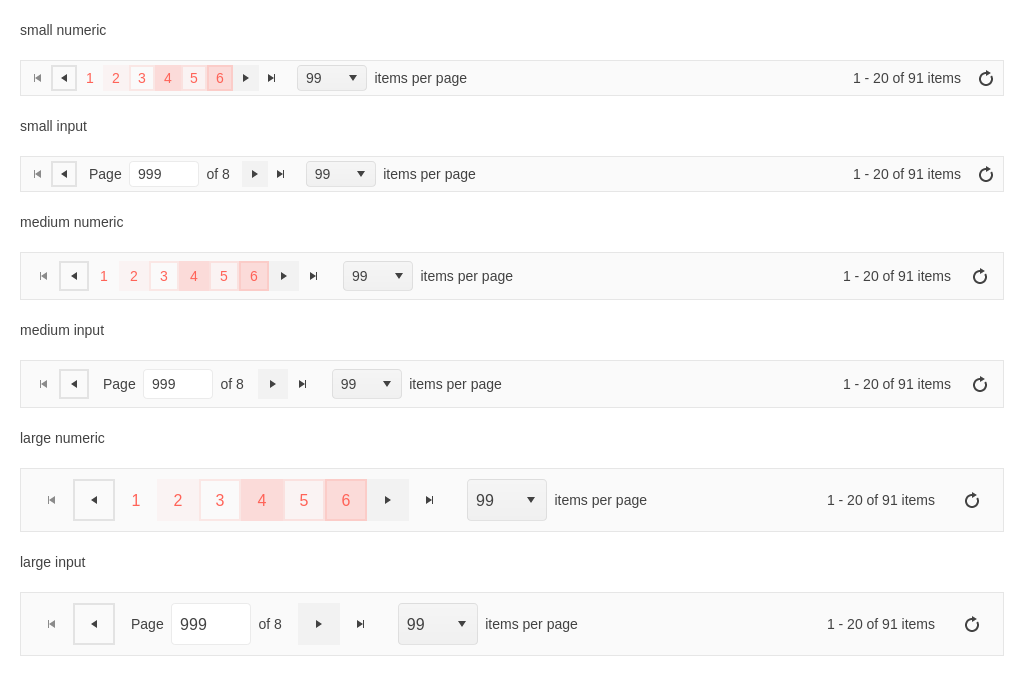 small numeric
1 2 3 4 5 6 99 items per page 1 - 20 of 91 items
small input
Page 999 of 8 99 items per page 1 - 20 of 91 items
medium numeric
1 2 3 4 5 6 99 items per page 1 - 20 of 91 items
medium input
Page 999 of 8 99 items per page 1 - 20 of 91 items
large numeric
1 2 3 4 5 6 99 items per page 1 - 20 of 91 items
large input
Page 999 of 8 99 items per page 1 - 20 of 91 items